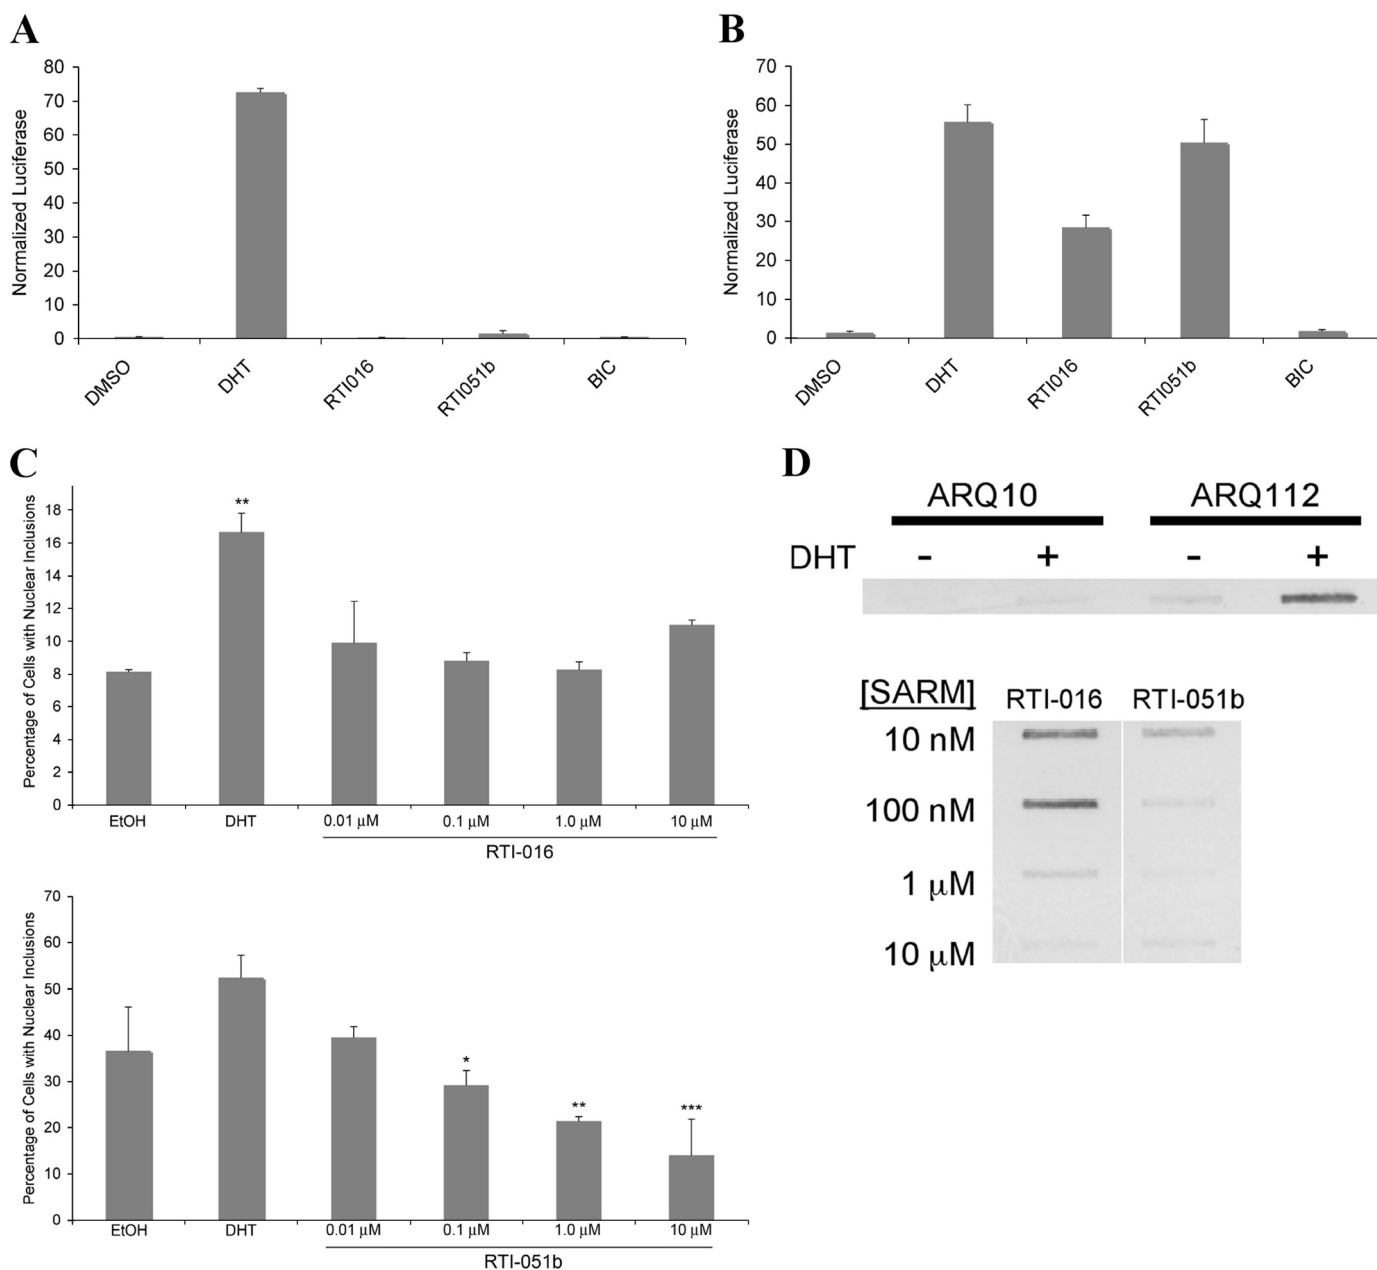 A
Normalized Luciferase
80
70
60
50
40
30
20
10
0
DMSO
DHT
RTI016
RTI051b
BIC
B
Normalized Luciferase
70
60
50
40
30
20
10
0
DMSO
DHT
RTI016
RTI051b
BIC
C
Percentage of Cells with Nuclear Inclusions
18
16
14
12
10
8
6
4
2
0
**
EtOH
DHT
0.01 µM
0.1 µM
1.0 µM
10 µM
RTI-016
Percentage of Cells with Nuclear Inclusions
70
60
50
40
30
20
10
0
*
**
***
EtOH
DHT
0.01 µM
0.1 µM
1.0 µM
10 µM
RTI-051b
D
ARQ10 ARQ112
DHT - + - +
[SARM] RTI-016 RTI-051b
10 nM
100 nM
1 µM
10 µM